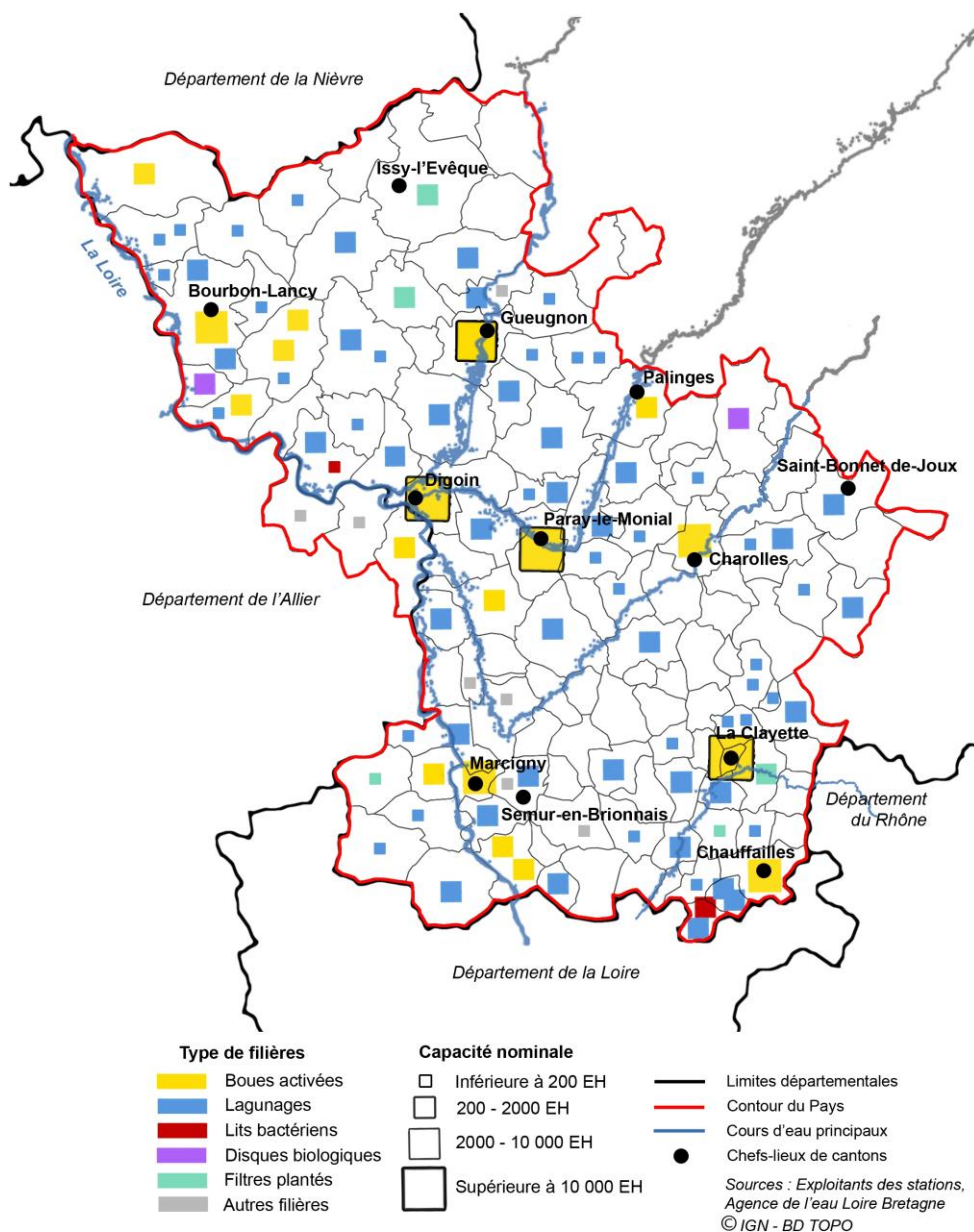 Département de la Nièvre
Issy-l'Evêque
La Loire
Bourbon-Lancy
Gueugnon
Palinges
Saint-Bonnet-de-Joux
Digoin
Paray-le-Monial
Charolles
Département de l'Allier
La Clayette
Marcigny
Semur-en-Brionnais
Département
du Rhône
Chauffailles
Département de la Loire
Type de filières
Boues activées
Lagunages
Lits bactériens
Disques biologiques
Filtres plantés
Autres filières
Capacité nominale
Inférieure à 200 EH
200 - 2000 EH
2000 - 10 000 EH
Supérieure à 10 000 EH
Limites départementales
Contour du Pays
Cours d'eau principaux
Chefs-lieux de cantons
Sources : Exploitants des stations,
Agence de l'eau Loire Bretagne
© IGN - BD TOPO